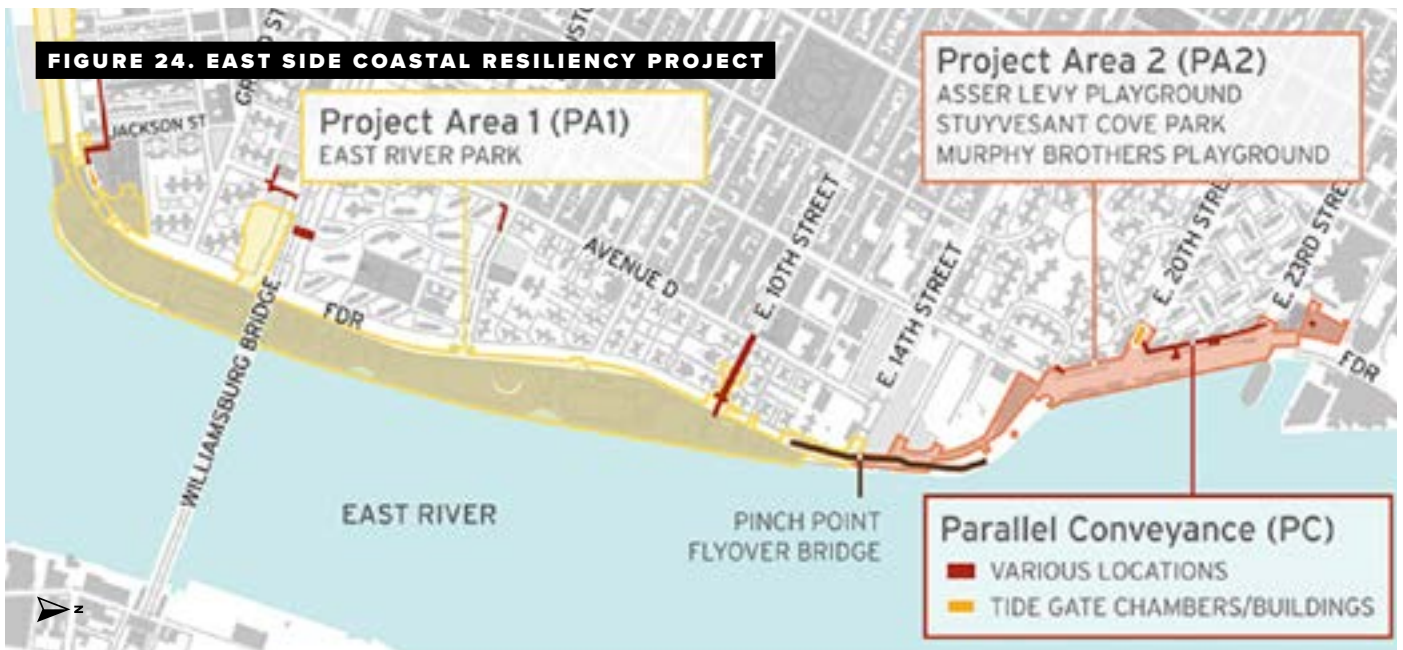 FIGURE 24. EAST SIDE COASTAL RESILIENCY PROJECT
Project Area 1 (PA1)
EAST RIVER PARK
Project Area 2 (PA2)
ASSER LEVY PLAYGROUND
STUYVESANT COVE PARK
MURPHY BROTHERS PLAYGROUND
JACKSON ST
AVENUE D
E. 10TH STREET
E. 14TH STREET
E. 20TH STREE
E. 23RD STREE
FDR
FDR
WILLIAMSBURG BRIDGE
EAST RIVER
PINCH POINT
FLYOVER BRIDGE
Parallel Conveyance (PC)
VARIOUS LOCATIONS
TIDE GATE CHAMBERS/BUILDINGS
N